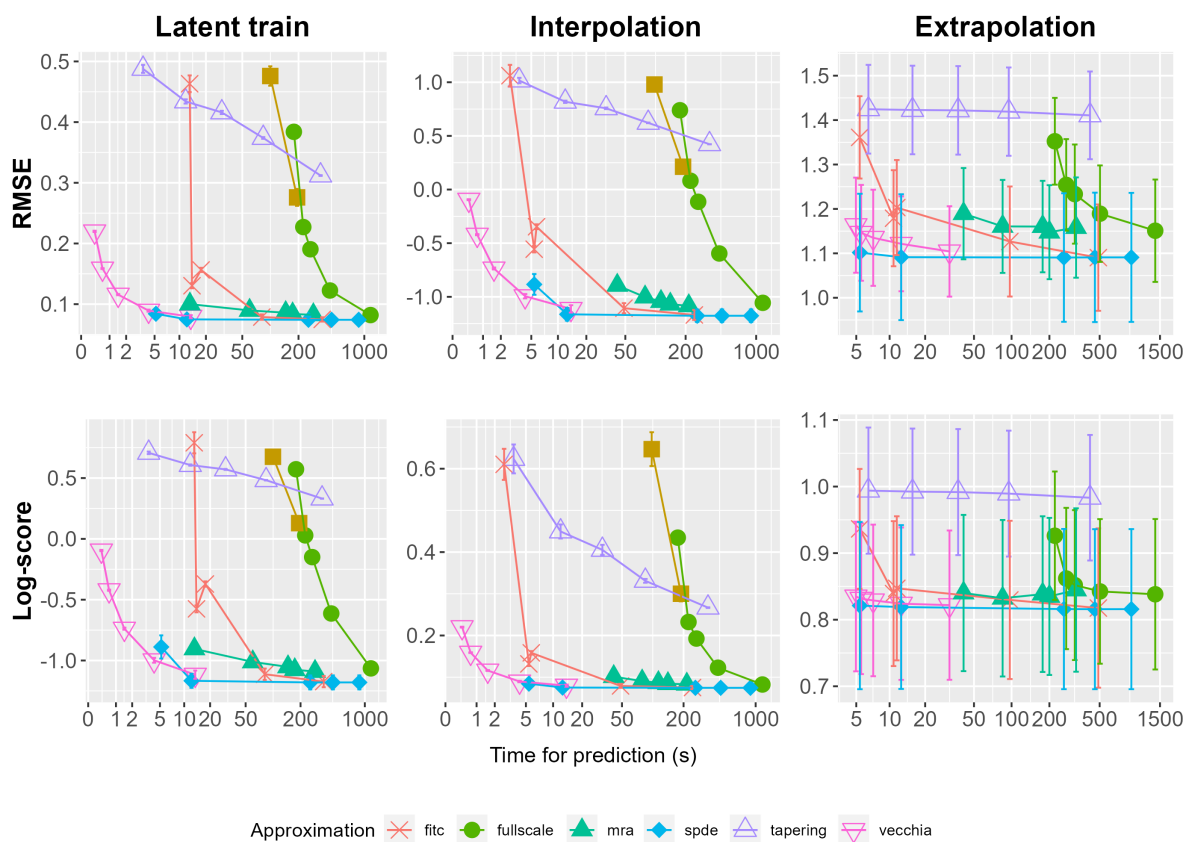 Latent train Interpolation Extrapolation
RMSE
0.5
0.4
0.3
0.2
0.1
0 1 2 5 10 20 50 200 1000
1.0
0.5
0.0
-0.5
-1.0
0 1 2 5 10 20 50 200 1000
1.5
1.4
1.3
1.2
1.1
1.0
5 10 20 50 100 200 500 1500
Log-score
0.5
0.0
-0.5
-1.0
0 1 2 5 10 20 50 200 1000
0.6
0.4
0.2
0 1 2 5 10 20 50 200 1000
1.1
1.0
0.9
0.8
0.7
5 10 20 50 100 200 500 1500
Time for prediction (s)
Approximation fitc fullscale mra spde tapering vecchia